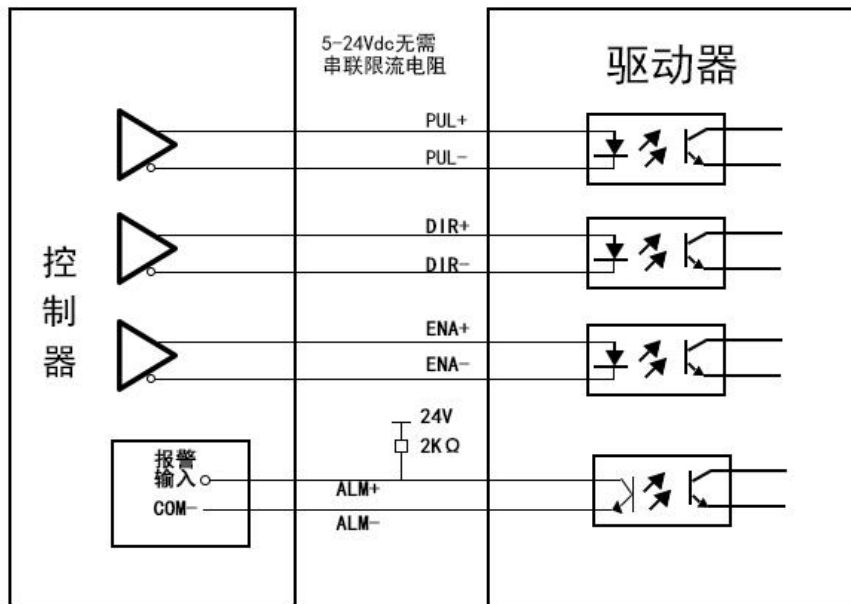 5-24Vdc无需
串联限流电阻
驱动器
PUL+
PUL-
DIR+
DIR-
控
制
器
ENA+
ENA-
24V
2KΩ
报警
输入
ALM+
COM-
ALM-